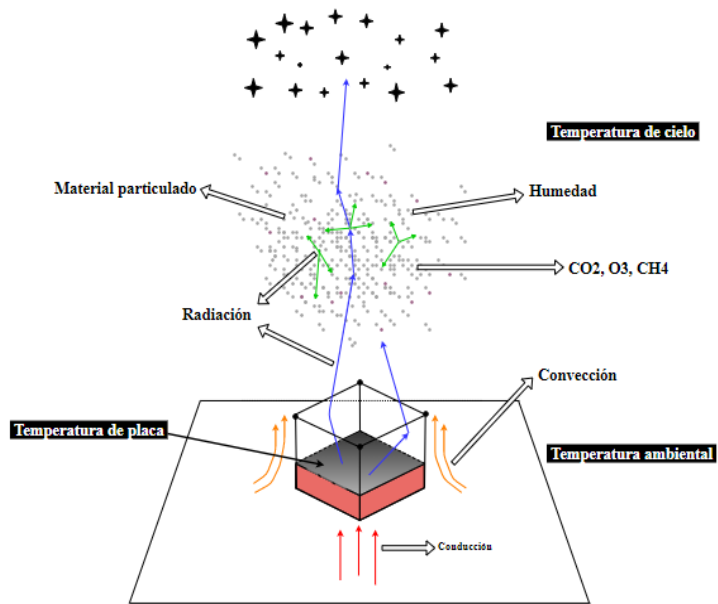 Temperatura de cielo
Material particulado
Humedad
CO2, O3, CH4
Radiación
Convección
Temperatura de placa
Temperatura ambiental
Conducción